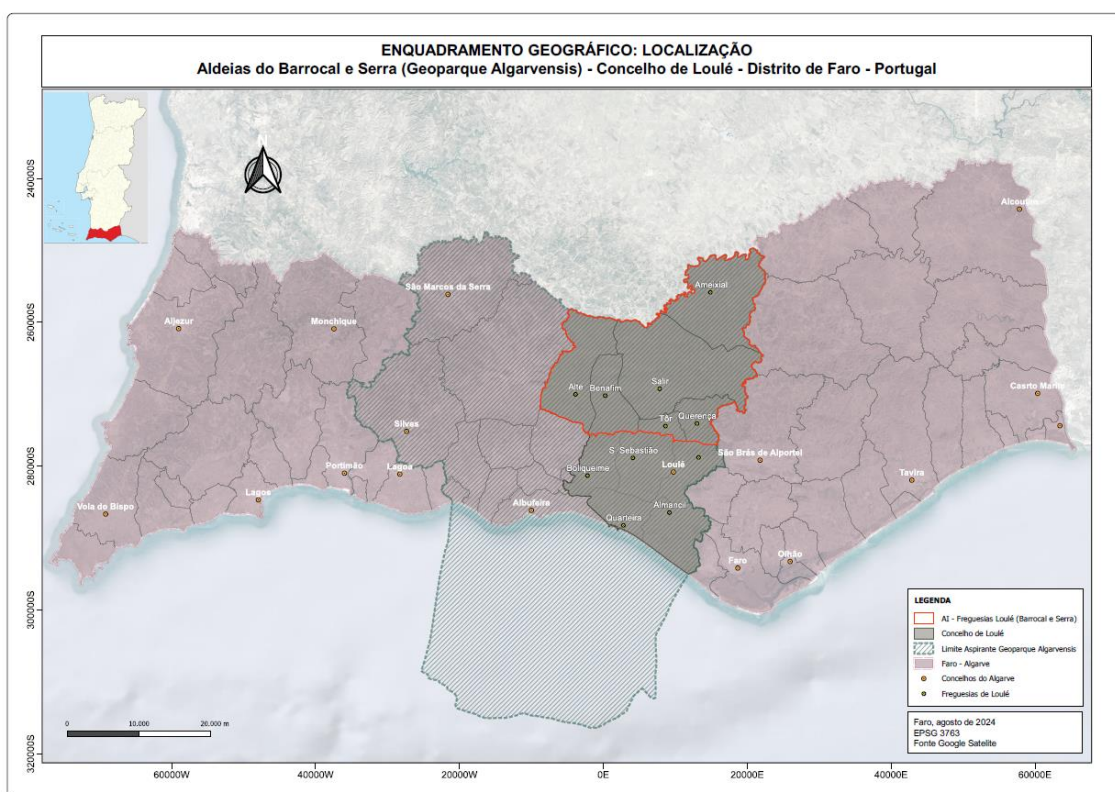 ENQUADRAMENTO GEOGRÁFICO: LOCALIZAÇÃO
Aldeias do Barrocal e Serra (Geoparque Algarvensis) - Concelho de Loulé - Distrito de Faro - Portugal
240000S
260000S
280000S
300000S
320000S
Alcoutim
Ameixial
São Marcos da Serra
Aljezur
Monchique
Alte
Benafim
Salir
Casrto Marim
Tôr
Querença
Silves
S. Sebastião
São Brás de Alportel
Loulé
Boliqueime
Portimão
Lagoa
Tavira
Lagos
Albufeira
Almancil
Vola do Bispo
Quarteira
Faro
Olhão
LEGENDA
AI - Freguesias Loulé (Barrocal e Serra)
Concelho de Loulé
Limite Aspirante Geoparque Algarvensis
Faro - Algarve
Concelhos do Algarve
Freguesias de Loulé
Faro, agosto de 2024
EPSG 3763
Fonte Google Satelite
0 10.000 20.000 m
60000W 40000W 20000W 0E 20000E 40000E 60000E